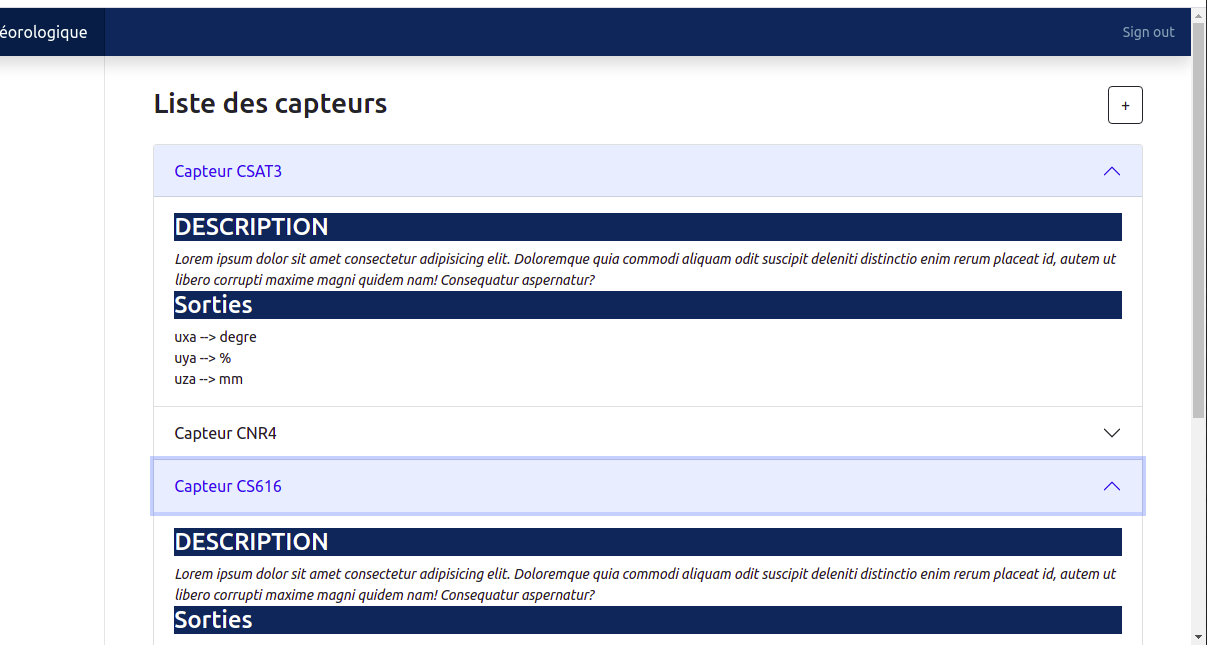 éorologique
Sign out
Liste des capteurs
+
Capteur CSAT3
DESCRIPTION
Lorem ipsum dolor sit amet consectetur adipisicing elit. Doloremque quia commodi aliquam odit suscipit deleniti distinctio enim rerum placeat id, autem ut
libero corrupti maxime magni quidem nam! Consequatur aspernatur?
Sorties
uxa --> degre
uya --> %
uza --> mm
Capteur CNR4
Capteur CS616
DESCRIPTION
Lorem ipsum dolor sit amet consectetur adipisicing elit. Doloremque quia commodi aliquam odit suscipit deleniti distinctio enim rerum placeat id, autem ut
libero corrupti maxime magni quidem nam! Consequatur aspernatur?
Sorties